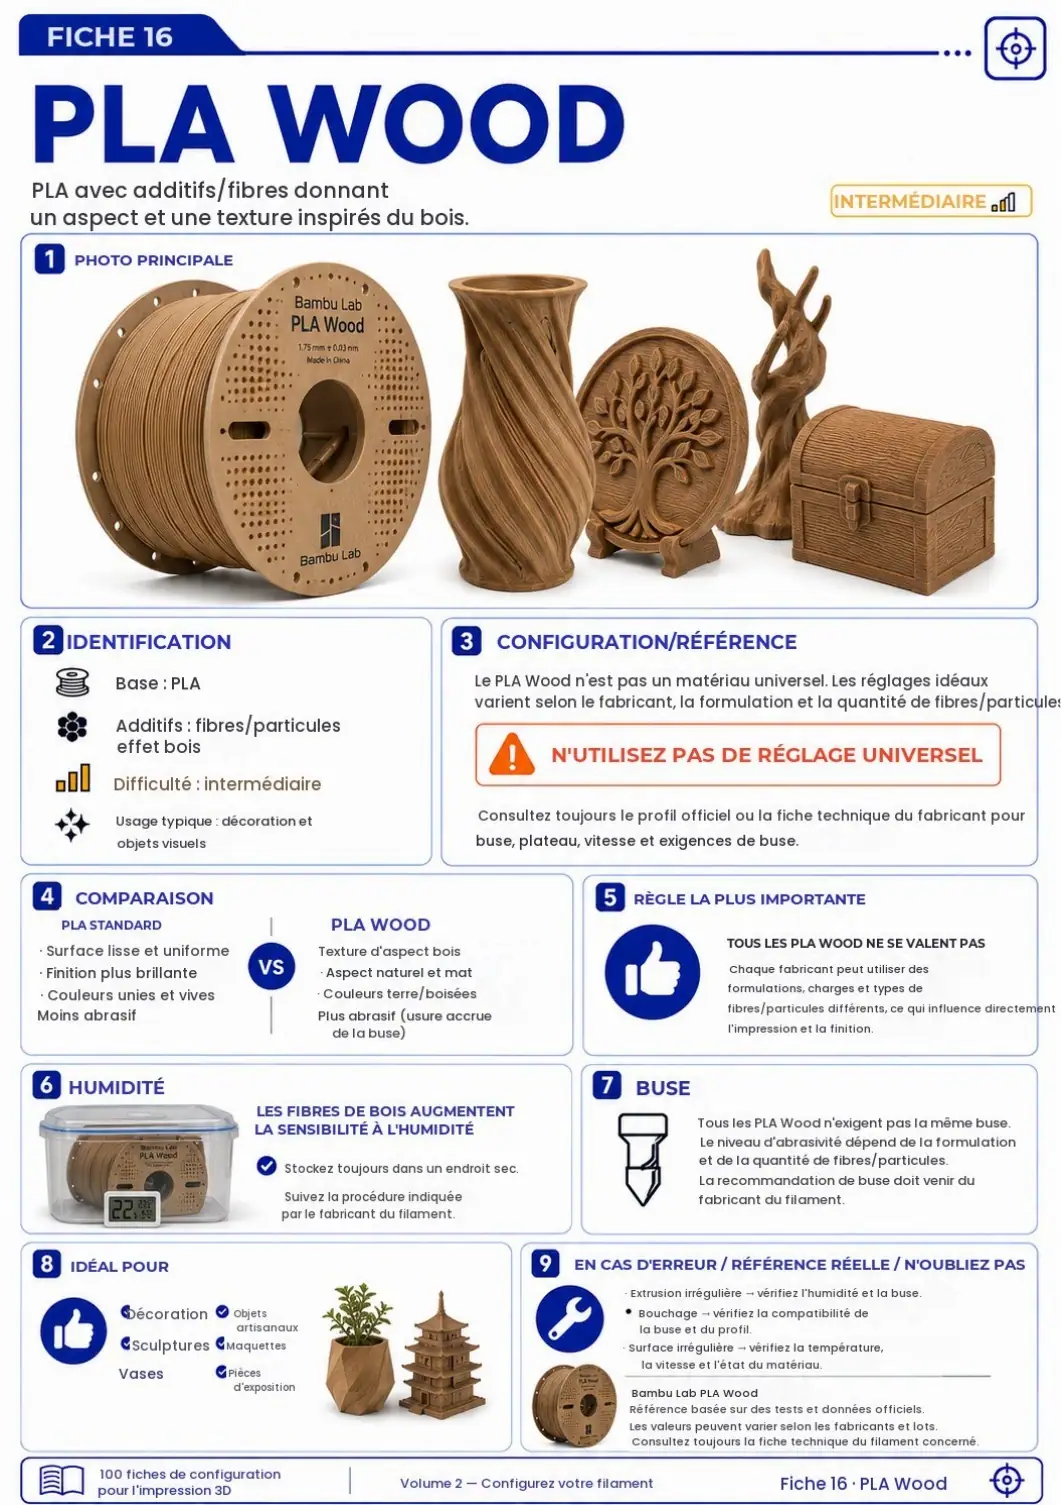 FICHE 16
PLA WOOD
PLA avec additifs/fibres donnant
un aspect et une texture inspirés du bois.
INTERMÉDIAIRE
1 PHOTO PRINCIPALE
Bambu Lab
PLA Wood
1.75 mm ± 0.03 mm
Made in China
Bambu Lab
2 IDENTIFICATION
Base : PLA
Additifs : fibres/particules
effet bois
Difficulté : intermédiaire
Usage typique : décoration et
objets visuels
3 CONFIGURATION/RÉFÉRENCE
Le PLA Wood n'est pas un matériau universel. Les réglages idéaux
varient selon le fabricant, la formulation et la quantité de fibres/particules
N'UTILISEZ PAS DE RÉGLAGE UNIVERSEL
Consultez toujours le profil officiel ou la fiche technique du fabricant pour
buse, plateau, vitesse et exigences de buse.
4 COMPARAISON
PLA STANDARD
· Surface lisse et uniforme
· Finition plus brillante
· Couleurs unies et vives
Moins abrasif
VS
PLA WOOD
Texture d'aspect bois
· Aspect naturel et mat
· Couleurs terre/boisées
Plus abrasif (usure accrue
de la buse)
5 RÈGLE LA PLUS IMPORTANTE
TOUS LES PLA WOOD NE SE VALENT PAS
Chaque fabricant peut utiliser des
formulations, charges et types de
fibres/particules différents, ce qui influence directement
l'impression et la finition.
6 HUMIDITÉ
Bambu Lab
PLA Wood
22
LES FIBRES DE BOIS AUGMENTENT
LA SENSIBILITÉ À L'HUMIDITÉ
Stockez toujours dans un endroit sec.
Suivez la procédure indiquée
par le fabricant du filament.
7 BUSE
Tous les PLA Wood n'exigent pas la même buse.
Le niveau d'abrasivité dépend de la formulation
et de la quantité de fibres/particules.
La recommandation de buse doit venir du
fabricant du filament.
8 IDÉAL POUR
Décoration
Sculptures
Vases
Objets
artisanaux
Maquettes
Pièces
d'exposition
9 EN CAS D'ERREUR / RÉFÉRENCE RÉELLE / N'OUBLIEZ PAS
· Extrusion irrégulière → vérifiez l'humidité et la buse.
• Bouchage → vérifiez la compatibilité de
la buse et du profil.
· Surface irrégulière → vérifiez la température,
la vitesse et l'état du matériau.
Bambu Lab
PLA Wood
Bambu Lab PLA Wood
Référence basée sur des tests et données officiels.
Les valeurs peuvent varier selon les fabricants et lots.
Consultez toujours la fiche technique du filament concerné.
100 fiches de configuration
pour l'impression 3D
Volume 2 — Configurez votre filament
Fiche 16 · PLA Wood